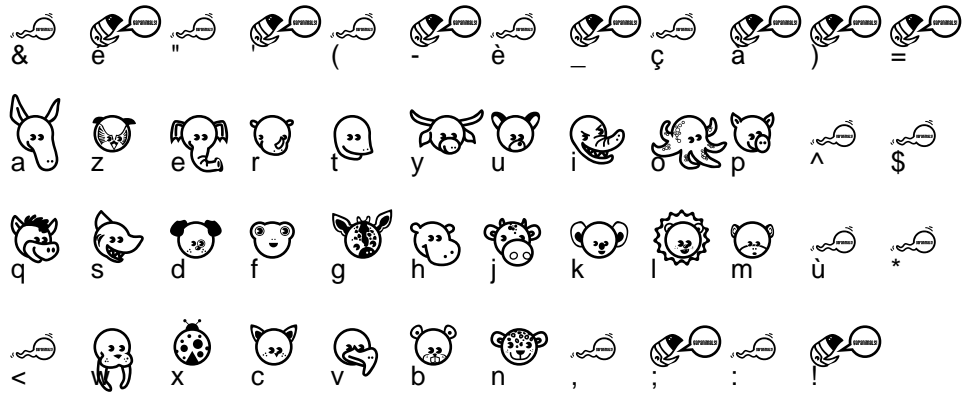 & é " ' ( - è _ ç à ) =
a z e r t y u i o p ^ $
q s d f g h j k l m ù *
< w x c v b n , ; : !